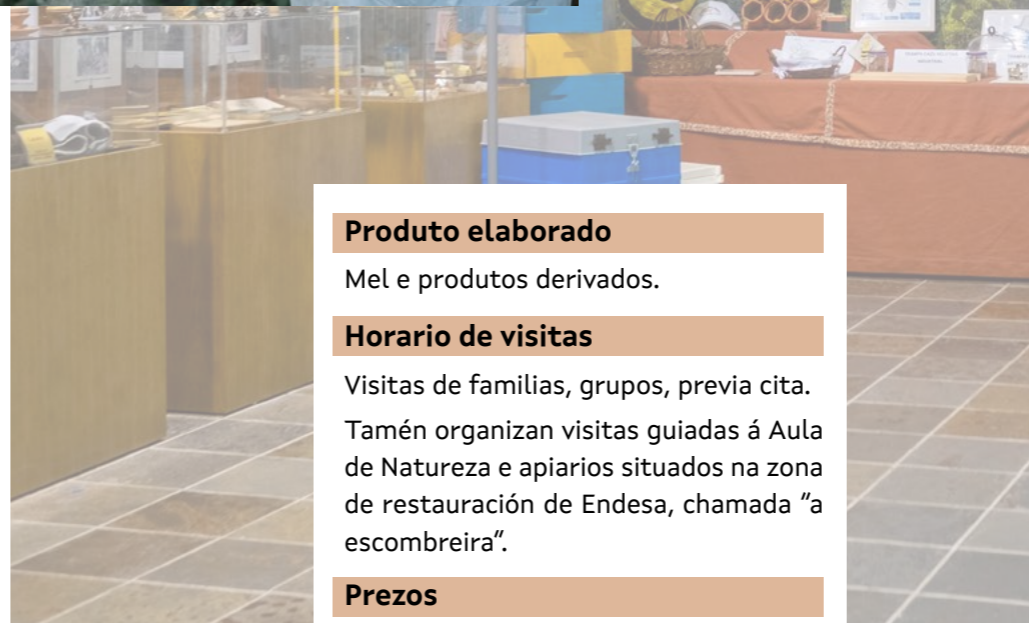 Produto elaborado
Mel e produtos derivados.
Horario de visitas
Visitas de familias, grupos, previa cita.
Tamén organizan visitas guiadas á Aula
de Natureza e apiarios situados na zona
de restauración de Endesa, chamada “a
escombreira”.
Prezos